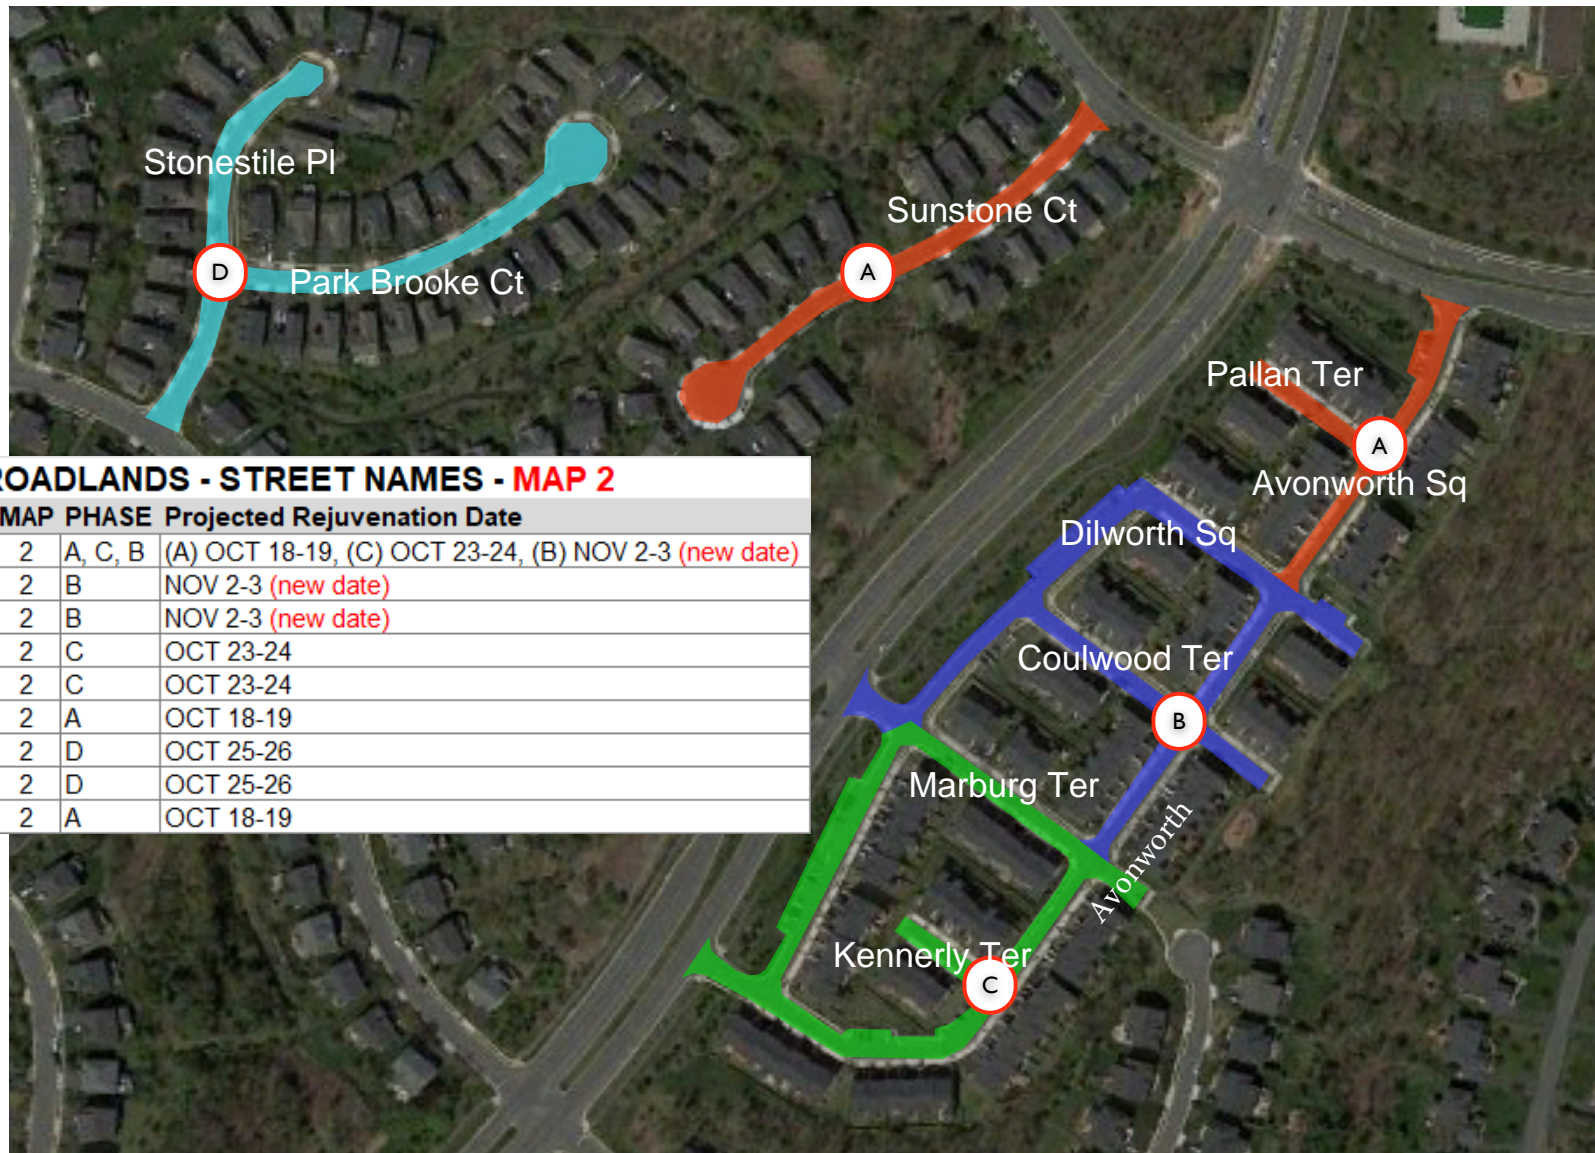 Stonestile Pl
Sunstone Ct
D
A
Park Brooke Ct
Pallan Ter
A
Avonworth Sq
ROADLANDS - STREET NAMES - MAP 2
MAP PHASE Projected Rejuvenation Date
2 A, C, B (A) OCT 18-19, (C) OCT 23-24, (B) NOV 2-3 (new date)
2 B NOV 2-3 (new date)
2 B NOV 2-3 (new date)
2 C OCT 23-24
2 C OCT 23-24
2 A OCT 18-19
2 D OCT 25-26
2 D OCT 25-26
2 A OCT 18-19
Dilworth Sq
Coulwood Ter
B
Marburg Ter
Avonworth
Kennerly Ter
C